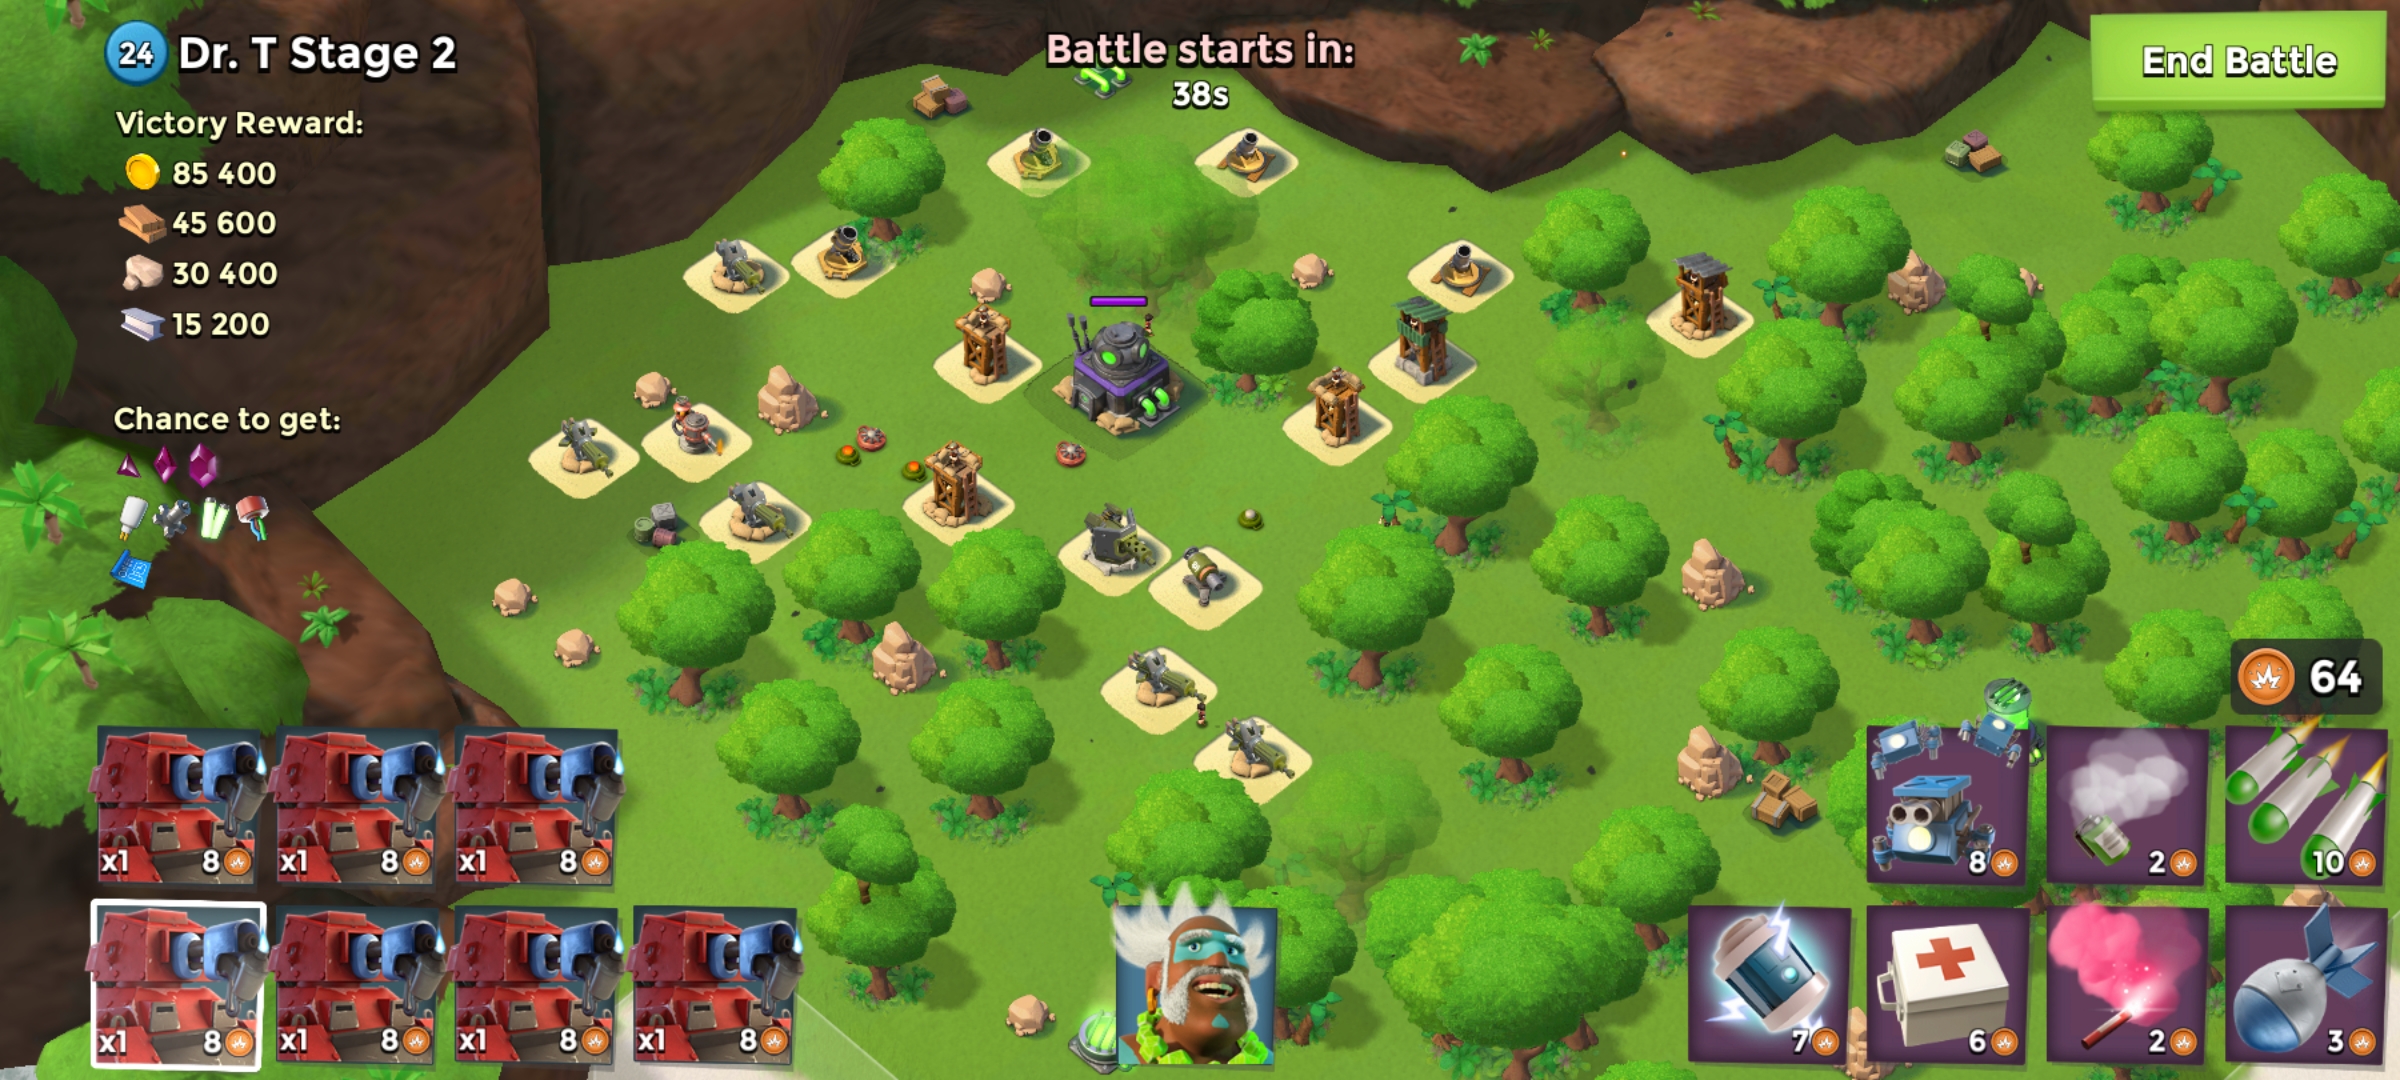 24 Dr. T Stage 2
Victory Reward:
85 400
45 600
30 400
15 200
Chance to get:
Battle starts in:
38s
End Battle
64
x1 8
x1 8
x1 8
8
2
10
x1 8
x1 8
x1 8
x1 8
7
6
2
3